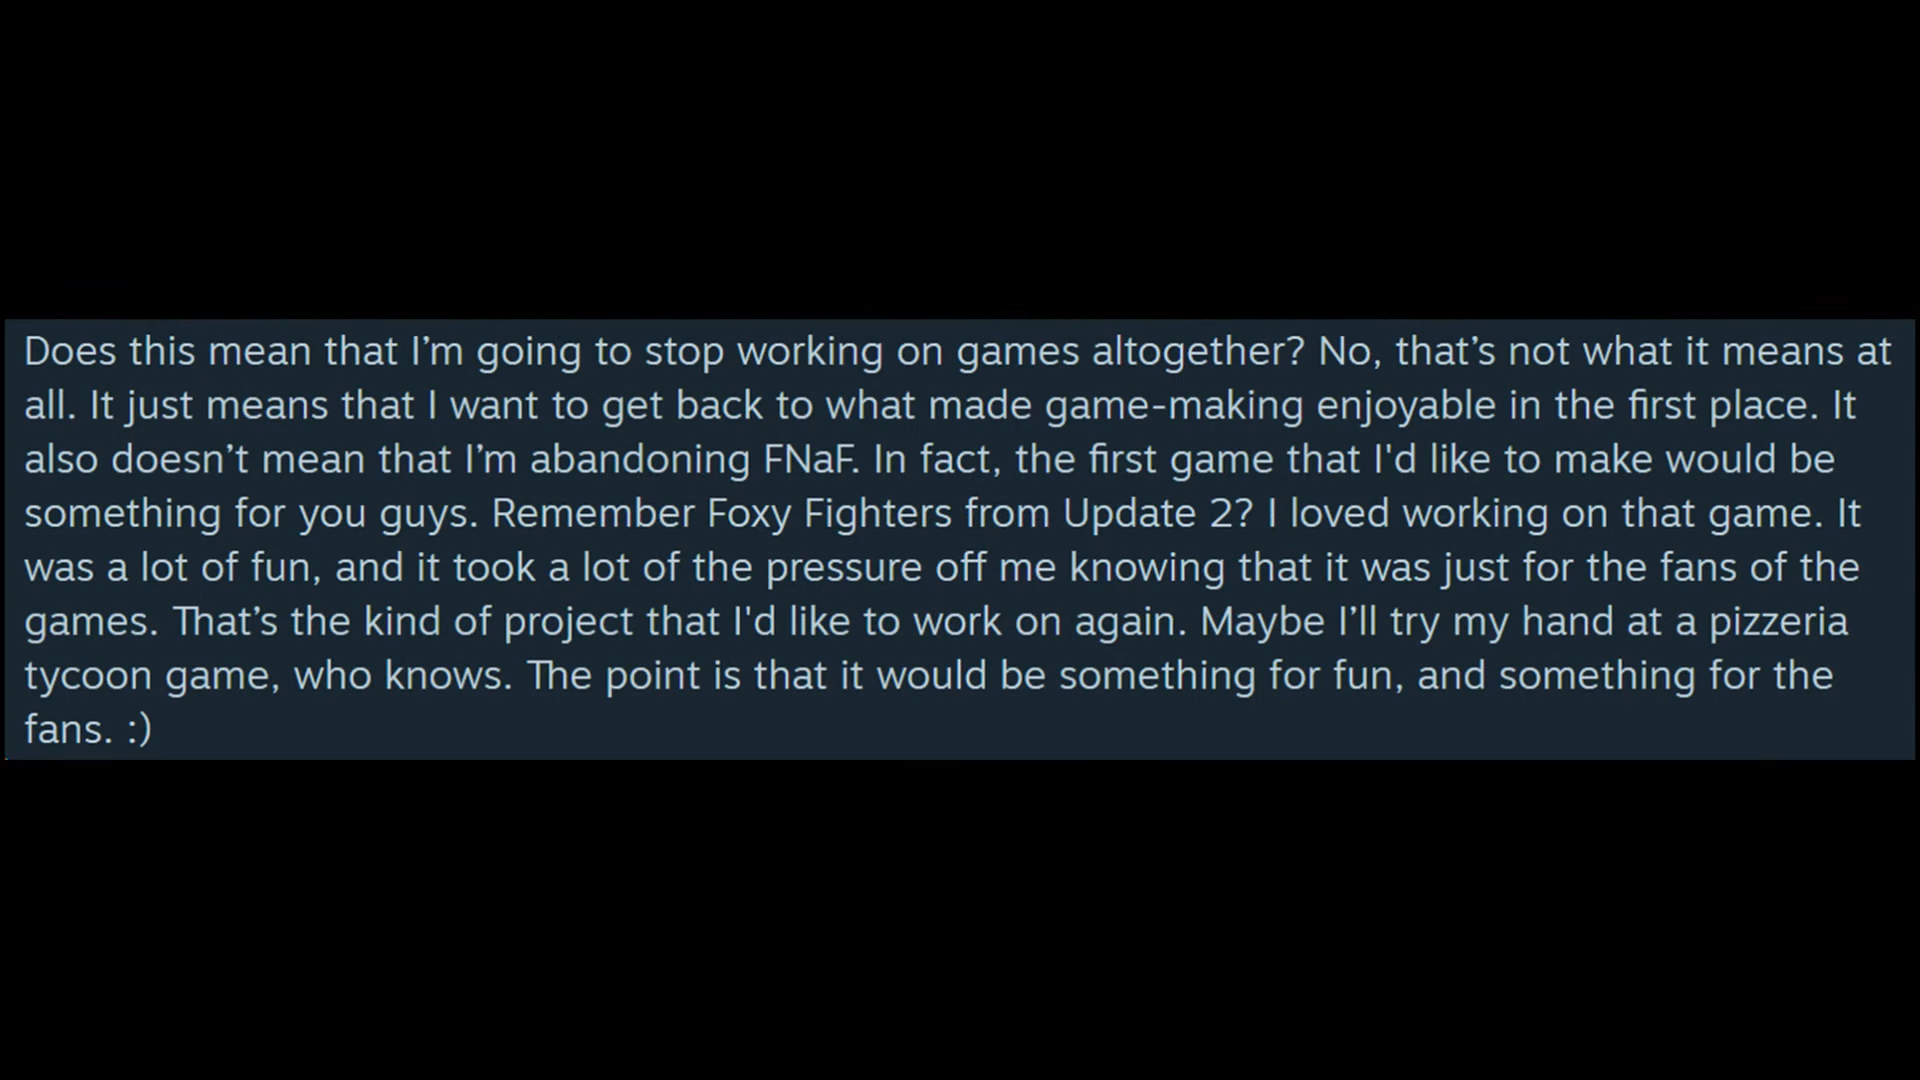 Does this mean that I’m going to stop working on games altogether? No, that’s not what it means at
all. It just means that I want to get back to what made game-making enjoyable in the first place. It
also doesn’t mean that I’m abandoning FNaF. In fact, the first game that I'd like to make would be
something for you guys. Remember Foxy Fighters from Update 2? I loved working on that game. It
was a lot of fun, and it took a lot of the pressure off me knowing that it was just for the fans of the
games. That’s the kind of project that I'd like to work on again. Maybe I’ll try my hand at a pizzeria
tycoon game, who knows. The point is that it would be something for fun, and something for the
fans. :)